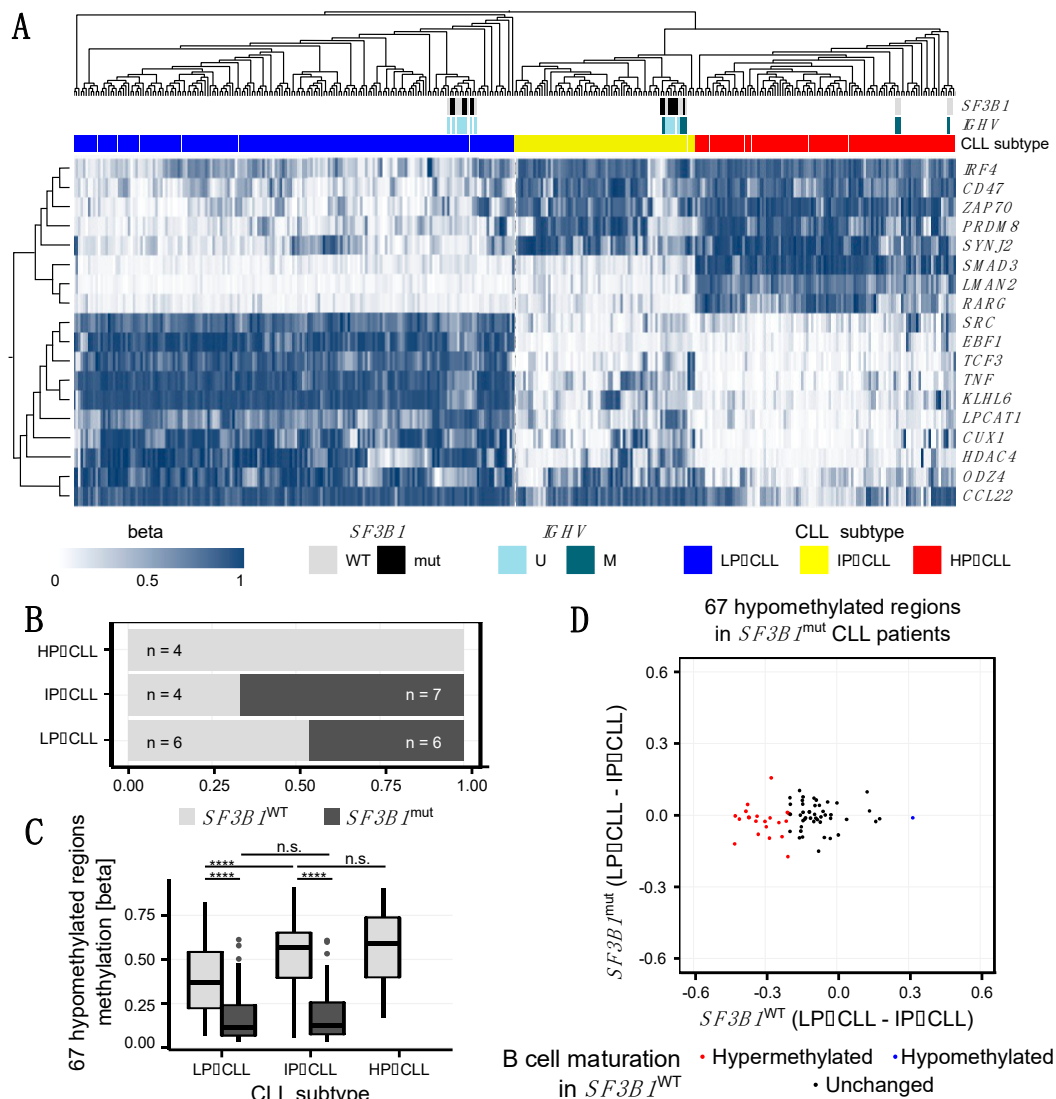 A
SF3B1
IGHV
CLL subtype
IRF4
CD47
ZAP70
PRDM8
SYNJ2
SMAD3
LMAN2
RARG
SRC
EBF1
TCF3
TNF
KLHL6
LPCAT1
CUX1
HDAC4
ODZ4
CCL22
beta
0 0.5 1
SF3B1
WT mut
IGHV
U M
CLL subtype
LP▯CLL IP▯CLL HP▯CLL
B
HP▯CLL n = 4
IP▯CLL n = 4 n = 7
LP▯CLL n = 6 n = 6
0.00 0.25 0.50 0.75 1.00
SF3B1WT SF3B1mut
C
67 hypomethylated regions
methylation [beta]
n.s.
**** n.s.
**** ****
0.75
0.50
0.25
0.00
LP▯CLL IP▯CLL HP▯CLL
CLL subtype
D
67 hypomethylated regions
in SF3B1mut CLL patients
SF3B1mut (LP▯CLL - IP▯CLL)
0.6
0.3
0.0
-0.3
-0.6
-0.6 -0.3 0.0 0.3 0.6
SF3B1WT (LP▯CLL - IP▯CLL)
B cell maturation
in SF3B1WT
Hypermethylated Hypomethylated
Unchanged